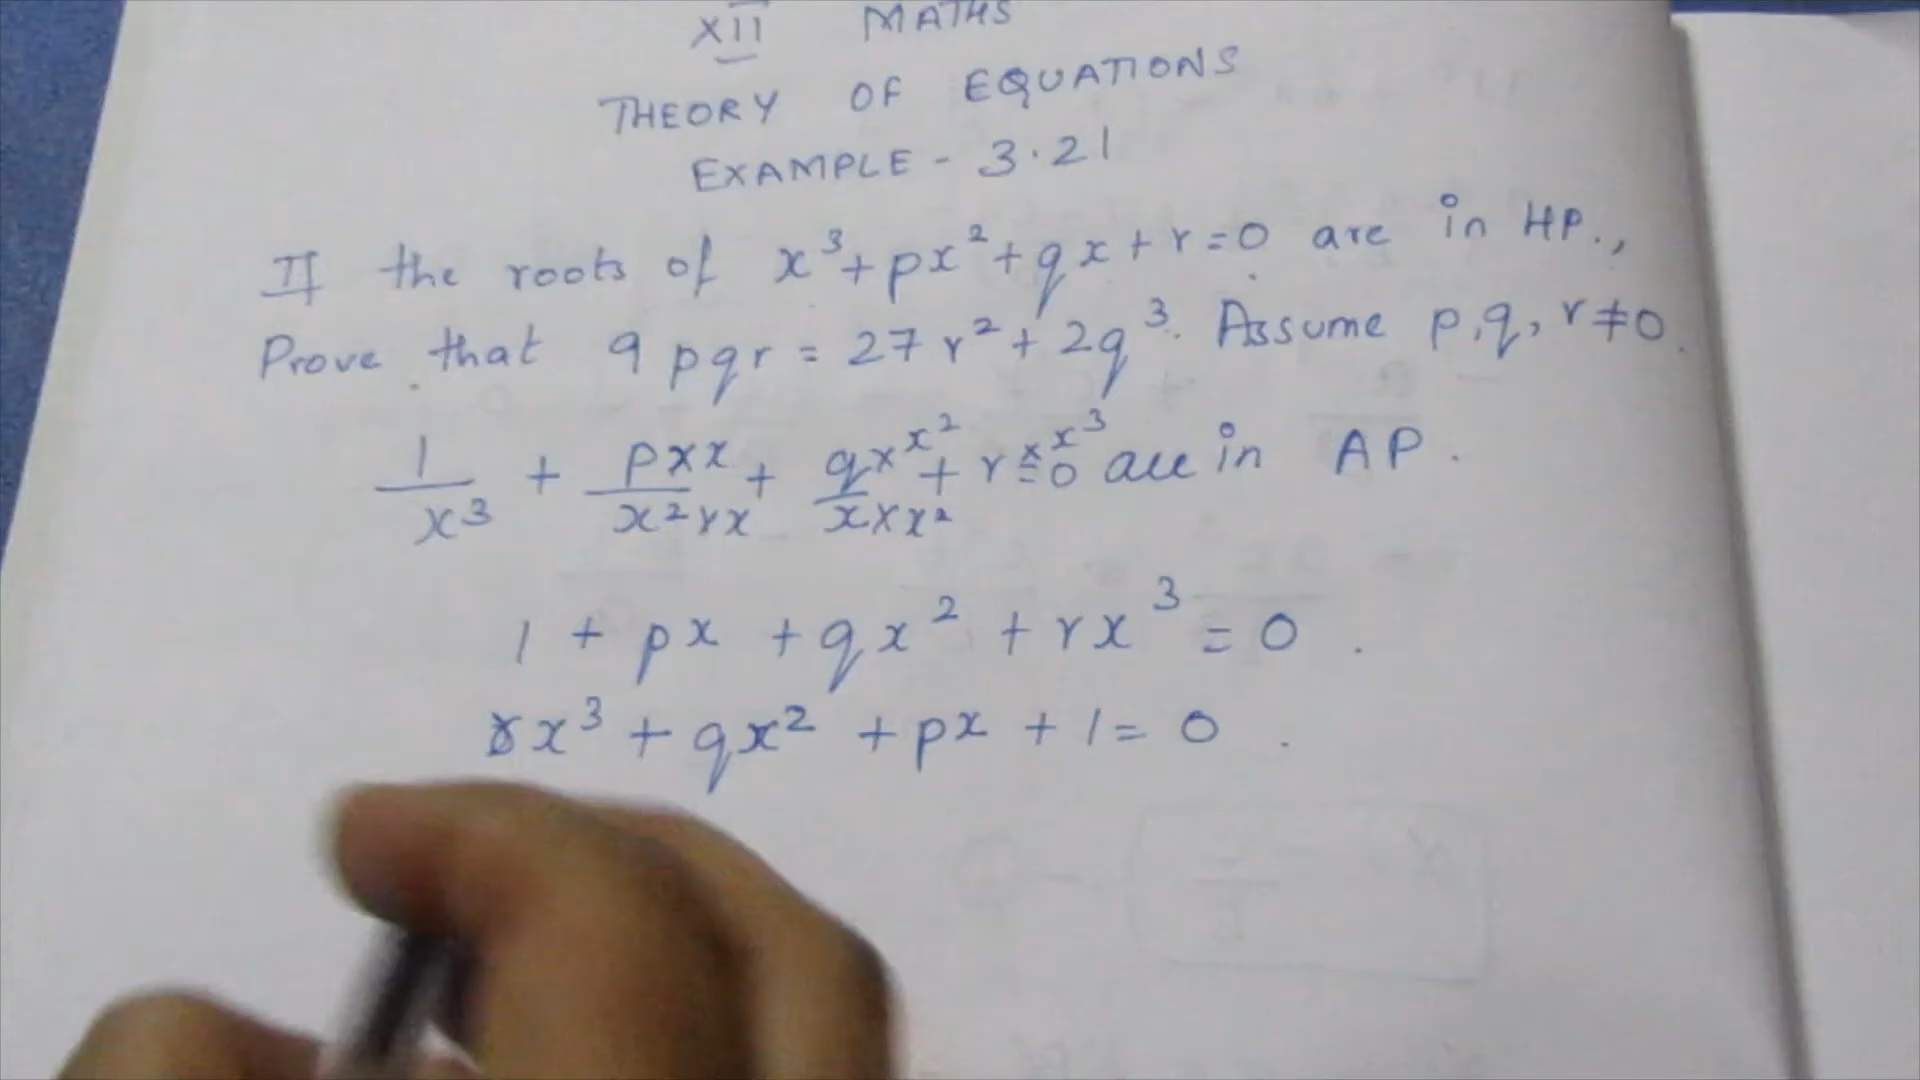 XII MATHS
THEORY OF EQUATIONS
EXAMPLE - 3.21
If the roots of x³+px²+qx+r=0 are in HP.,
Prove that 9pqr = 27r²+2q³. Assume p,q,r≠0.
1/x³ + p×x/x²×x + q×x²/x×x² + r×x³=0 are in AP.
1 + px + qx² + rx³ = 0.
rx³ + qx² + px + 1 = 0.